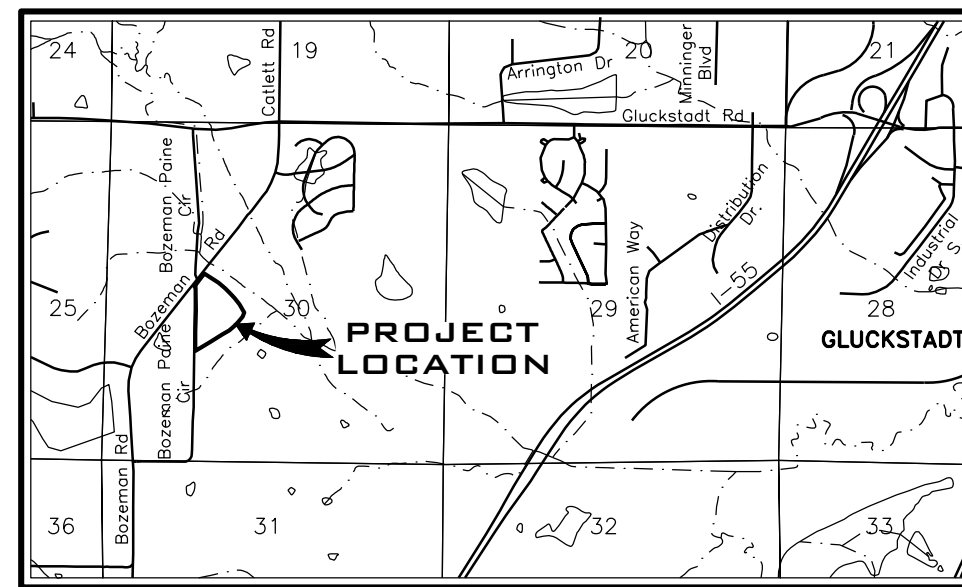 24
Catlett Rd
19
20
Minninger
Blvd
21
Arrington Dr
Gluckstadt Rd
Bozeman Paine
Cir
Bozeman Rd
Distribution
Dr.
American Way
I-55
Industrial
Dr S
25
30
29
28
PROJECT
LOCATION
GLUCKSTADT
Bozeman Paine
Cir
Bozeman Rd
36
31
32
33